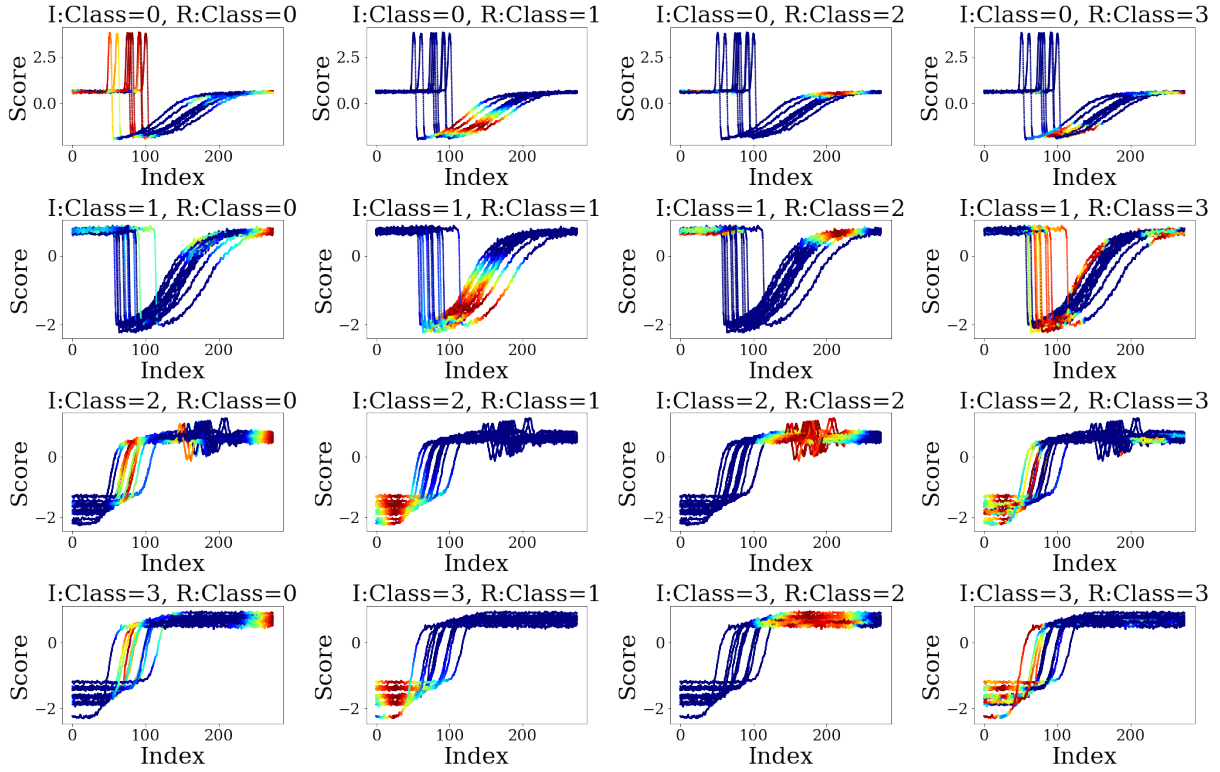 I:Class=0, R:Class=0 I:Class=0, R:Class=1 I:Class=0, R:Class=2 I:Class=0, R:Class=3
Score 2.5 0.0 Score 2.5 0.0 Score 2.5 0.0 Score 2.5 0.0
0 100 200 0 100 200 0 100 200 0 100 200
Index Index Index Index
I:Class=1, R:Class=0 I:Class=1, R:Class=1 I:Class=1, R:Class=2 I:Class=1, R:Class=3
Score 0 −2 Score 0 −2 Score 0 −2 Score 0 −2
0 100 200 0 100 200 0 100 200 0 100 200
Index Index Index Index
I:Class=2, R:Class=0 I:Class=2, R:Class=1 I:Class=2, R:Class=2 I:Class=2, R:Class=3
Score 0 −2 Score 0 −2 Score 0 −2 Score 0 −2
0 100 200 0 100 200 0 100 200 0 100 200
Index Index Index Index
I:Class=3, R:Class=0 I:Class=3, R:Class=1 I:Class=3, R:Class=2 I:Class=3, R:Class=3
Score 0 −2 Score 0 −2 Score 0 −2 Score 0 −2
0 100 200 0 100 200 0 100 200 0 100 200
Index Index Index Index